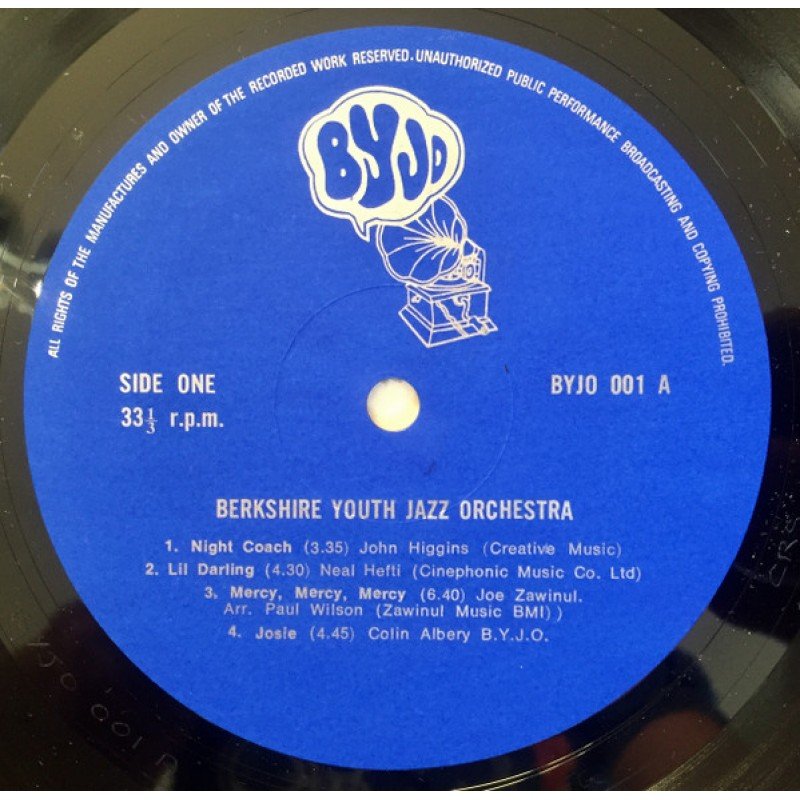 ALL RIGHTS OF THE MANUFACTURES AND OWNER OF THE RECORDED WORK RESERVED. UNAUTHORIZED PUBLIC PERFORMANCE BROADCASTING AND COPYING PROHIBITED.
BYJO
SIDE ONE
33⅓ r.p.m.
BYJO 001 A
BERKSHIRE YOUTH JAZZ ORCHESTRA
1. Night Coach (3.35) John Higgins (Creative Music)
2. Lil Darling (4.30) Neal Hefti (Cinephonic Music Co. Ltd)
3. Mercy, Mercy, Mercy (6.40) Joe Zawinul.
Arr. Paul Wilson (Zawinul Music BMI) )
4. Josie (4.45) Colin Albery B.Y.J.O.